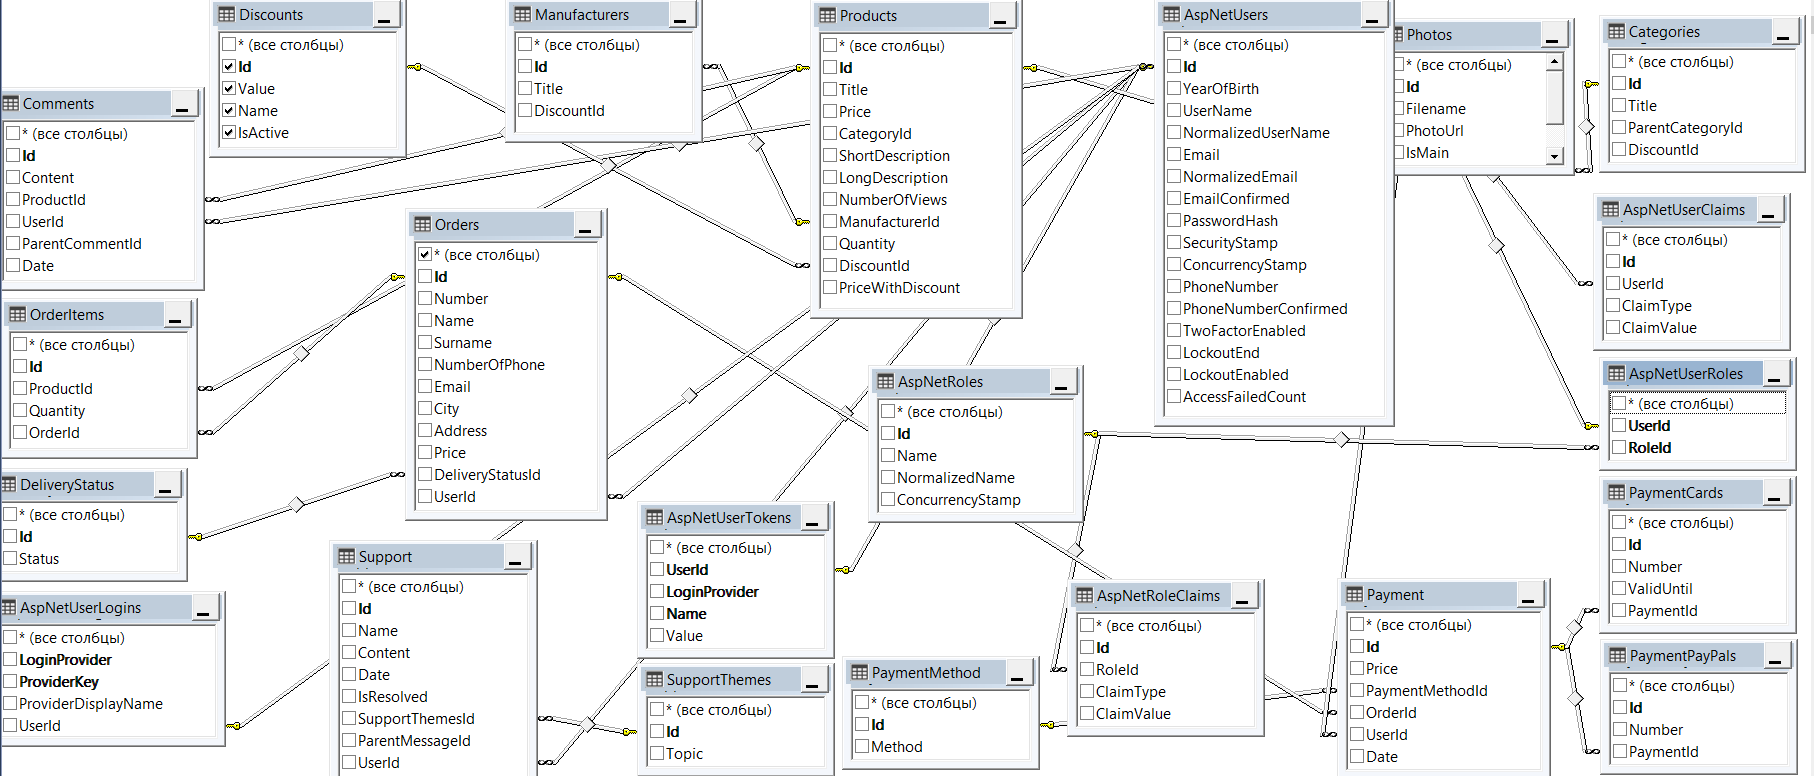 Discounts
* (все столбцы)
Id
Value
Name
IsActive
Manufacturers
* (все столбцы)
Id
Title
DiscountId
Products
* (все столбцы)
Id
Title
Price
CategoryId
ShortDescription
LongDescription
NumberOfViews
ManufacturerId
Quantity
DiscountId
PriceWithDiscount
AspNetUsers
* (все столбцы)
Id
YearOfBirth
UserName
NormalizedUserName
Email
NormalizedEmail
EmailConfirmed
PasswordHash
SecurityStamp
ConcurrencyStamp
PhoneNumber
PhoneNumberConfirmed
TwoFactorEnabled
LockoutEnd
LockoutEnabled
AccessFailedCount
Photos
* (все столбцы)
Id
Filename
PhotoUrl
IsMain
Categories
* (все столбцы)
Id
Title
ParentCategoryId
DiscountId
Comments
* (все столбцы)
Id
Content
ProductId
UserId
ParentCommentId
Date
Orders
* (все столбцы)
Id
Number
Name
Surname
NumberOfPhone
Email
City
Address
Price
DeliveryStatusId
UserId
AspNetUserClaims
* (все столбцы)
Id
UserId
ClaimType
ClaimValue
OrderItems
* (все столбцы)
Id
ProductId
Quantity
OrderId
AspNetRoles
* (все столбцы)
Id
Name
NormalizedName
ConcurrencyStamp
AspNetUserRoles
* (все столбцы)
UserId
RoleId
DeliveryStatus
* (все столбцы)
Id
Status
AspNetUserTokens
* (все столбцы)
UserId
LoginProvider
Name
Value
PaymentCards
* (все столбцы)
Id
Number
ValidUntil
PaymentId
Support
* (все столбцы)
Id
Name
Content
Date
IsResolved
SupportThemesId
ParentMessageId
UserId
AspNetRoleClaims
* (все столбцы)
Id
RoleId
ClaimType
ClaimValue
Payment
* (все столбцы)
Id
Price
PaymentMethodId
OrderId
UserId
Date
AspNetUserLogins
* (все столбцы)
LoginProvider
ProviderKey
ProviderDisplayName
UserId
SupportThemes
* (все столбцы)
Id
Topic
PaymentMethod
* (все столбцы)
Id
Method
PaymentPayPals
* (все столбцы)
Id
Number
PaymentId